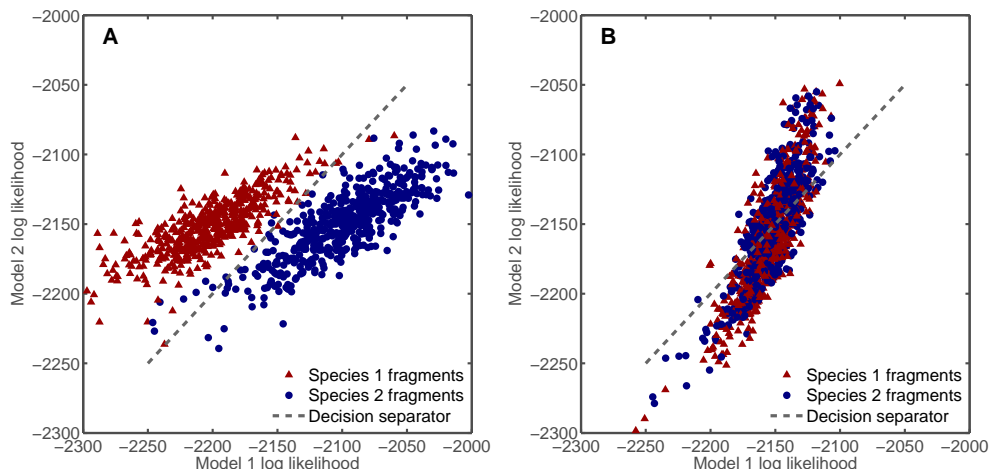 A
−2000
−2050
−2100
−2150
−2200
−2250
−2300
Model 2 log likelihood
−2300
−2250
−2200
−2150
−2100
−2050
−2000
Model 1 log likelihood
Species 1 fragments
Species 2 fragments
Decision separator
B
−2000
−2050
−2100
−2150
−2200
−2250
−2300
Model 2 log likelihood
−2300
−2250
−2200
−2150
−2100
−2050
−2000
Model 1 log likelihood
Species 1 fragments
Species 2 fragments
Decision separator